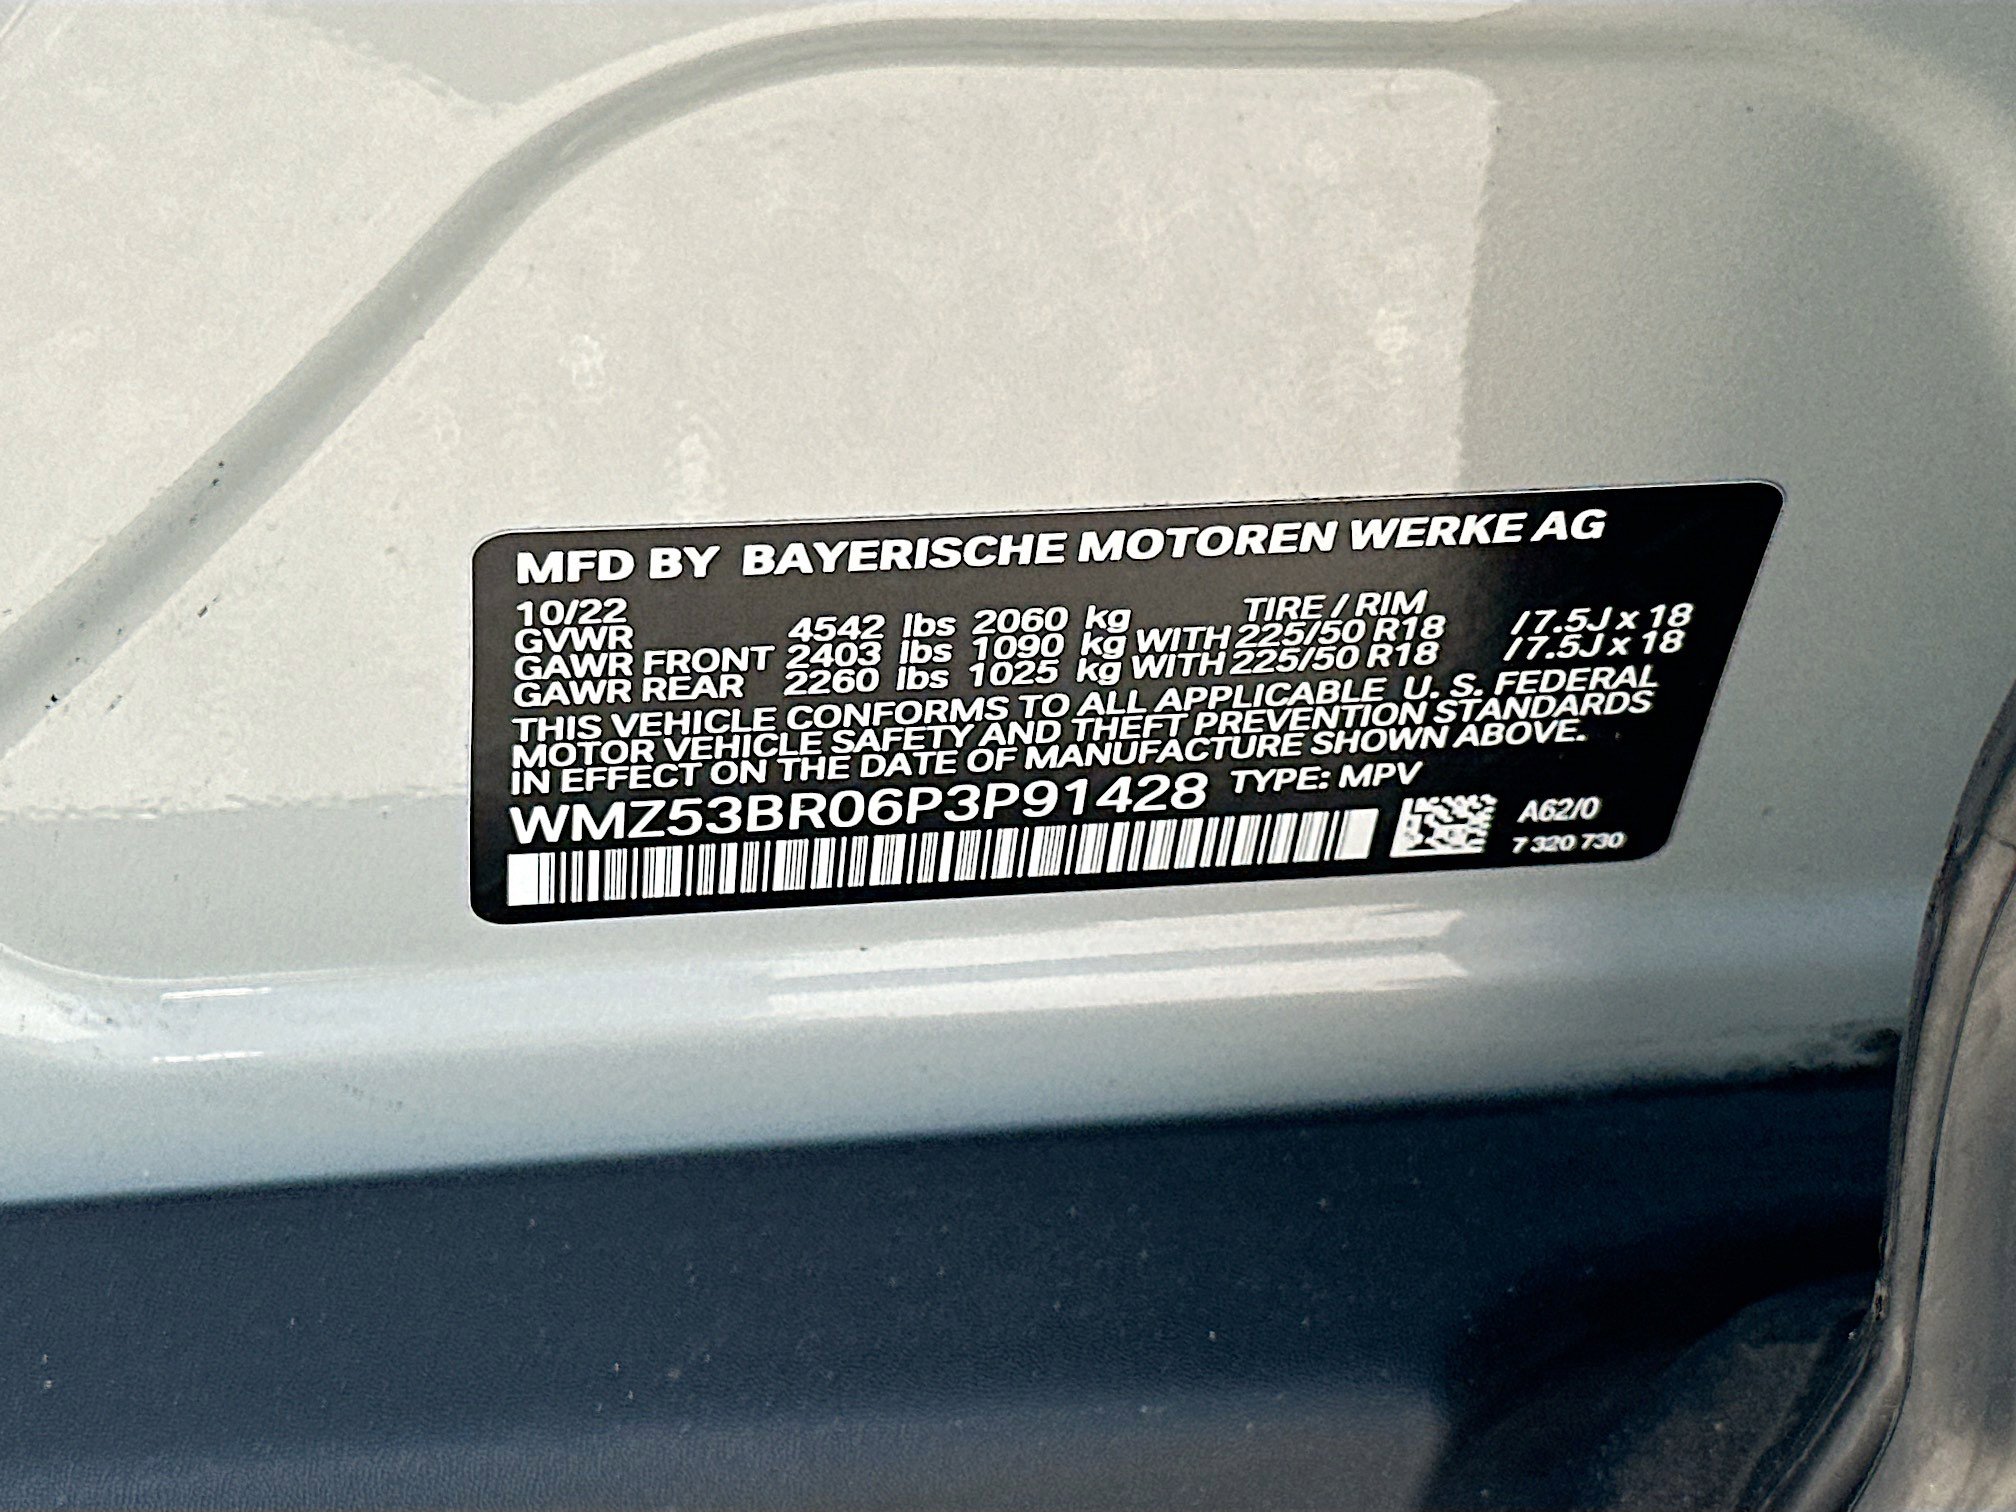 MFD BY BAYERISCHE MOTOREN WERKE AG
10/22 TIRE / RIM
GVWR 4542 lbs 2060 kg
GAWR FRONT 2403 lbs 1090 kg WITH 225/50 R18 /7.5J x 18
GAWR REAR 2260 lbs 1025 kg WITH 225/50 R18 /7.5J x 18
THIS VEHICLE CONFORMS TO ALL APPLICABLE U. S. FEDERAL
MOTOR VEHICLE SAFETY AND THEFT PREVENTION STANDARDS
IN EFFECT ON THE DATE OF MANUFACTURE SHOWN ABOVE.
WMZ53BR06P3P91428 TYPE: MPV
A62/0
7 320 730